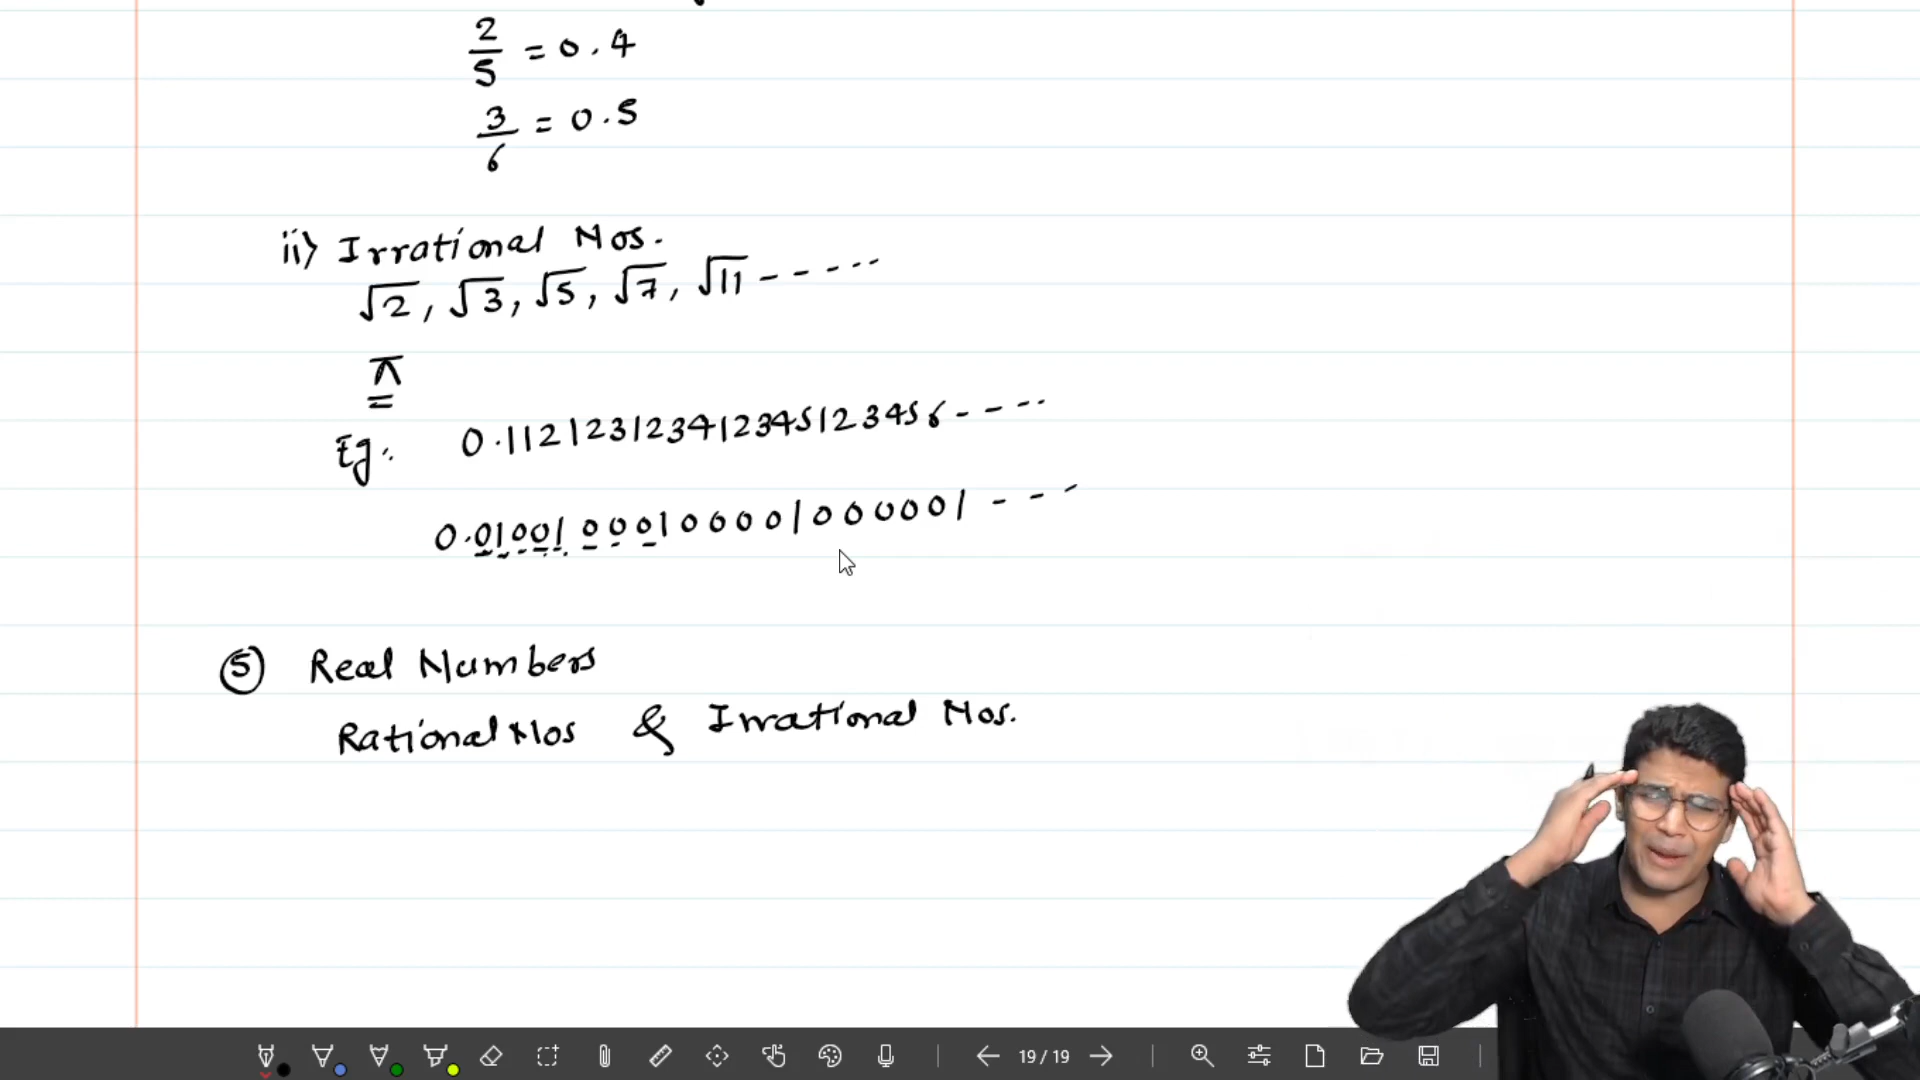 2/5 = 0.4
3/6 = 0.5
ii) Irrational Nos.
√2, √3, √5, √7, √11 - - - - -
π
Eg: 0.112123123412345123456 - - - -
0.01001000100001000001 - - -
⑤ Real Numbers
Rational Nos & Irrational Nos.
19 / 19